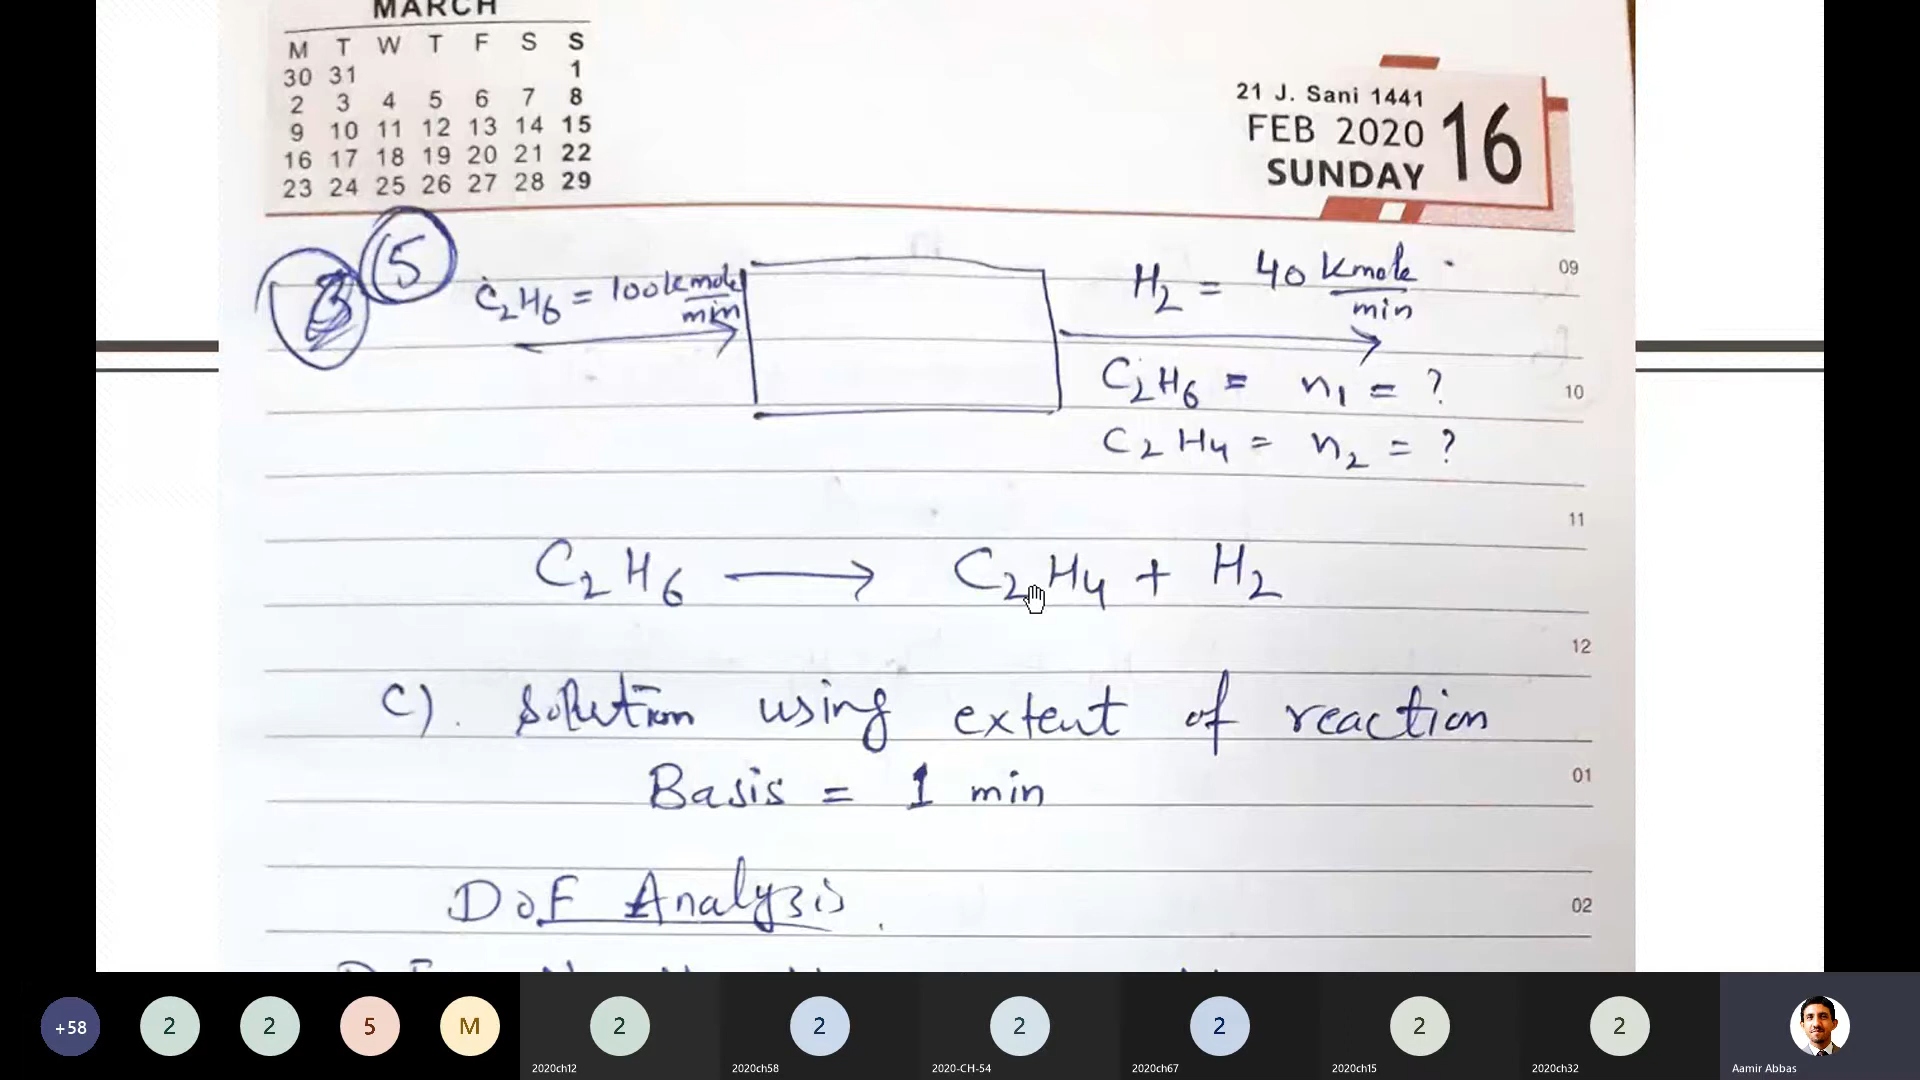 MARCH
M T W T F S S
30 31 1
2 3 4 5 6 7 8
9 10 11 12 13 14 15
16 17 18 19 20 21 22
23 24 25 26 27 28 29
21 J. Sani 1441
FEB 2020
SUNDAY
16
5
C2H6 = 100 kmole/min
H2 = 40 Kmole/min
C2H6 = n1 = ?
C2H4 = n2 = ?
09
10
11
C2H6 ⟶ C2H4 + H2
12
C). Solution using extent of reaction
01
Basis = 1 min
DoF Analysis.
02
+58
2
2
5
M
2
2
2
2
2
2
2020ch12
2020ch58
2020-CH-54
2020ch67
2020ch15
2020ch32
Aamir Abbas